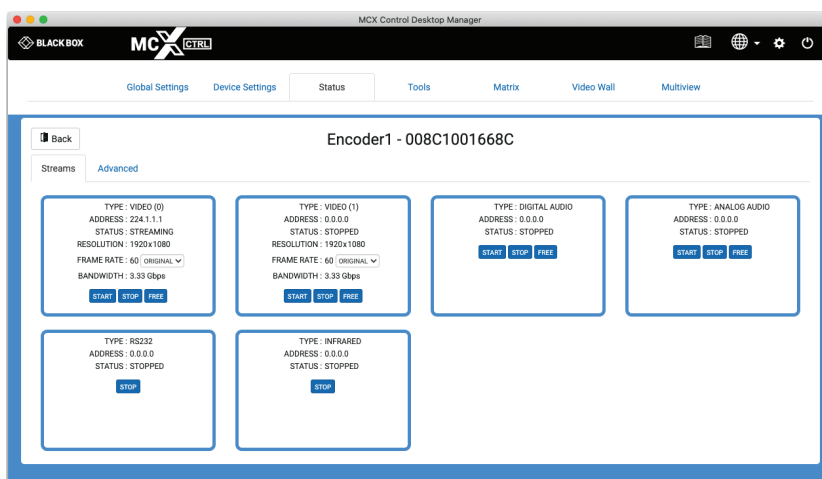 MCX Control Desktop Manager
BLACK BOX
MCX CTRL
Global Settings Device Settings Status Tools Matrix Video Wall Multiview
Back
Encoder1 - 008C1001668C
Streams Advanced
TYPE : VIDEO (0)
ADDRESS : 224.1.1.1
STATUS : STREAMING
RESOLUTION : 1920x1080
FRAME RATE : 60 ORIGINAL
BANDWIDTH : 3.33 Gbps
START STOP FREE
TYPE : VIDEO (1)
ADDRESS : 0.0.0.0
STATUS : STOPPED
RESOLUTION : 1920x1080
FRAME RATE : 60 ORIGINAL
BANDWIDTH : 3.33 Gbps
START STOP FREE
TYPE : DIGITAL AUDIO
ADDRESS : 0.0.0.0
STATUS : STOPPED
START STOP FREE
TYPE : ANALOG AUDIO
ADDRESS : 0.0.0.0
STATUS : STOPPED
START STOP FREE
TYPE : RS232
ADDRESS : 0.0.0.0
STATUS : STOPPED
STOP
TYPE : INFRARED
ADDRESS : 0.0.0.0
STATUS : STOPPED
STOP